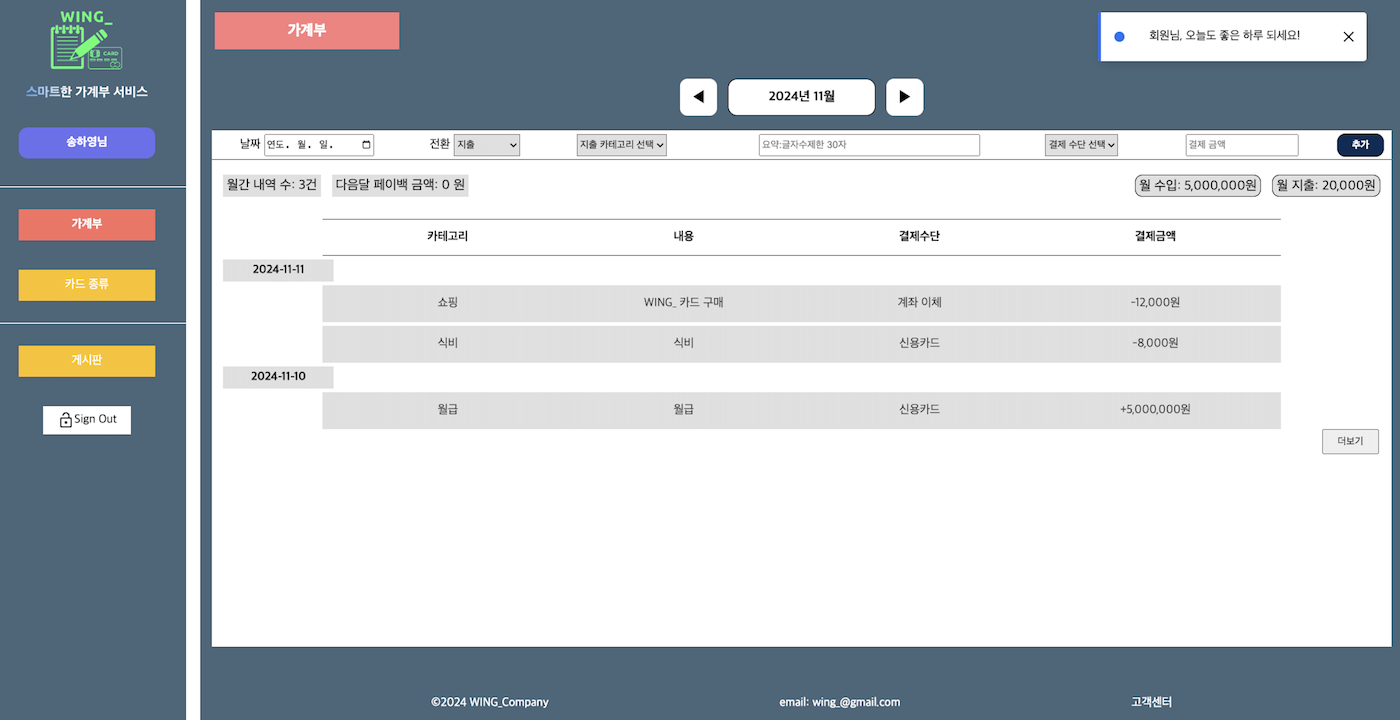 WING_
CARD
스마트한 가계부 서비스
송하영님
가계부
카드 종류
게시판
Sign Out
가계부
회원님, 오늘도 좋은 하루 되세요!
◀ 2024년 11월 ▶
날짜 연도. 월. 일. 전환 지출 지출 카테고리 선택 요약:글자수제한 30자 결제 수단 선택 결제 금액 추가
월간 내역 수: 3건 다음달 페이백 금액: 0 원 월 수입: 5,000,000원 월 지출: 20,000원
카테고리 내용 결제수단 결제금액
2024-11-11
쇼핑 WING_ 카드 구매 계좌 이체 -12,000원
식비 식비 신용카드 -8,000원
2024-11-10
월급 월급 신용카드 +5,000,000원
더보기
©2024 WING_Company email: wing_@gmail.com 고객센터